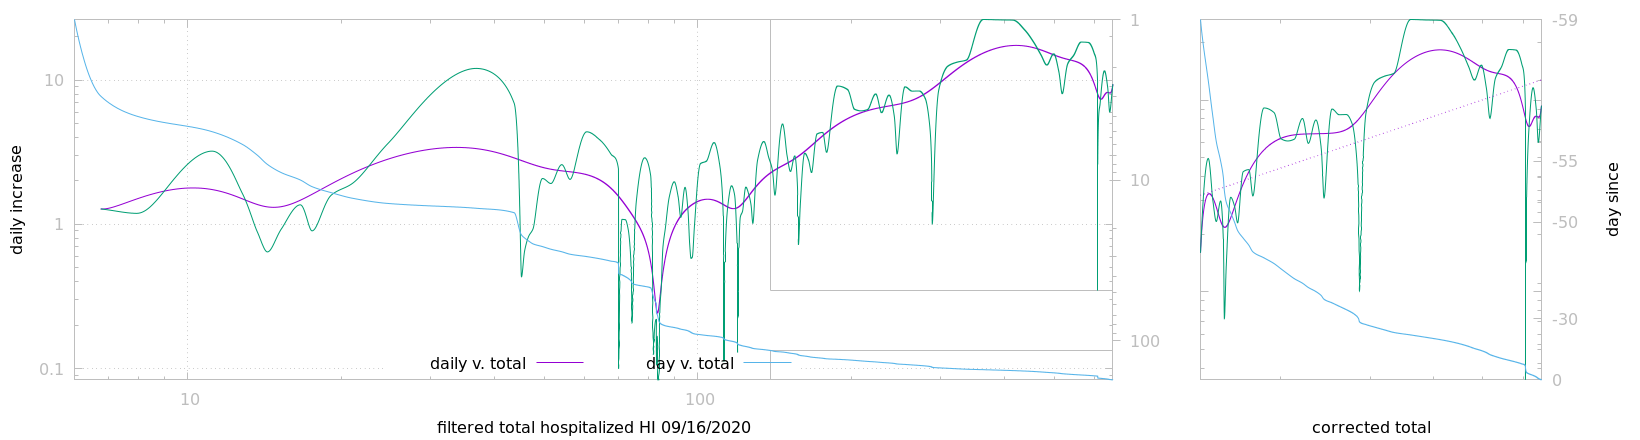 daily increase
10
1
0.1
1
10
100
daily v. total
day v. total
10
100
filtered total hospitalized HI 09/16/2020
-59
-55
-50
-30
0
day since
corrected total